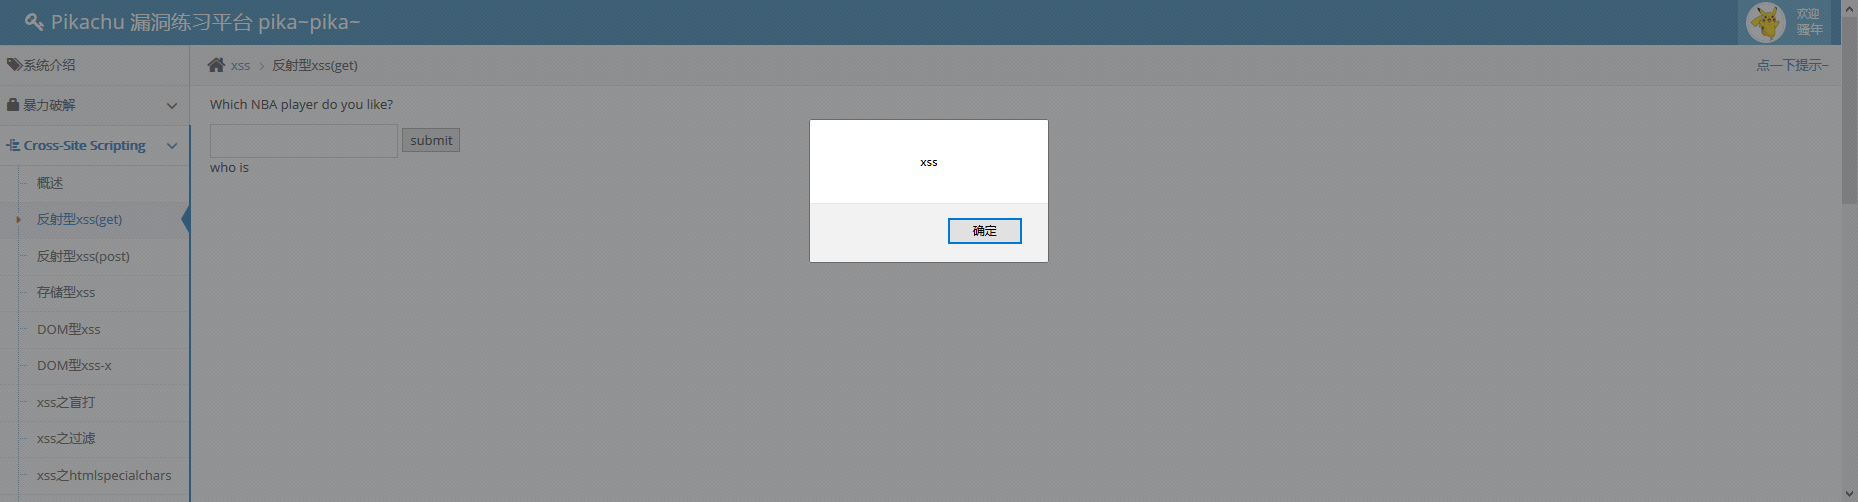 Pikachu 漏洞练习平台 pika~pika~
欢迎
骚年
系统介绍
xss
反射型xss(get)
点一下提示~
暴力破解
Which NBA player do you like?
Cross-Site Scripting
submit
who is
概述
反射型xss(get)
反射型xss(post)
存储型xss
DOM型xss
DOM型xss-x
xss之盲打
xss之过滤
xss之htmlspecialchars
xss
确定